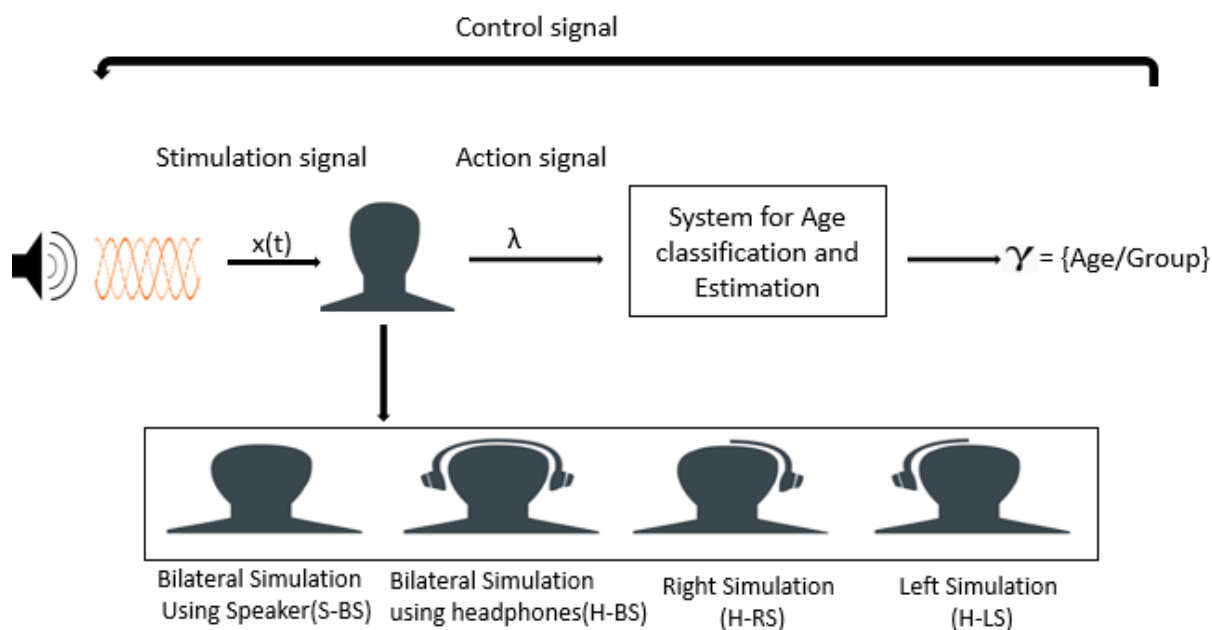 Control signal
Stimulation signal
Action signal
x(t)
λ
System for Age
classification and
Estimation
γ = {Age/Group}
Bilateral Simulation
Using Speaker(S-BS)
Bilateral Simulation
using headphones(H-BS)
Right Simulation
(H-RS)
Left Simulation
(H-LS)